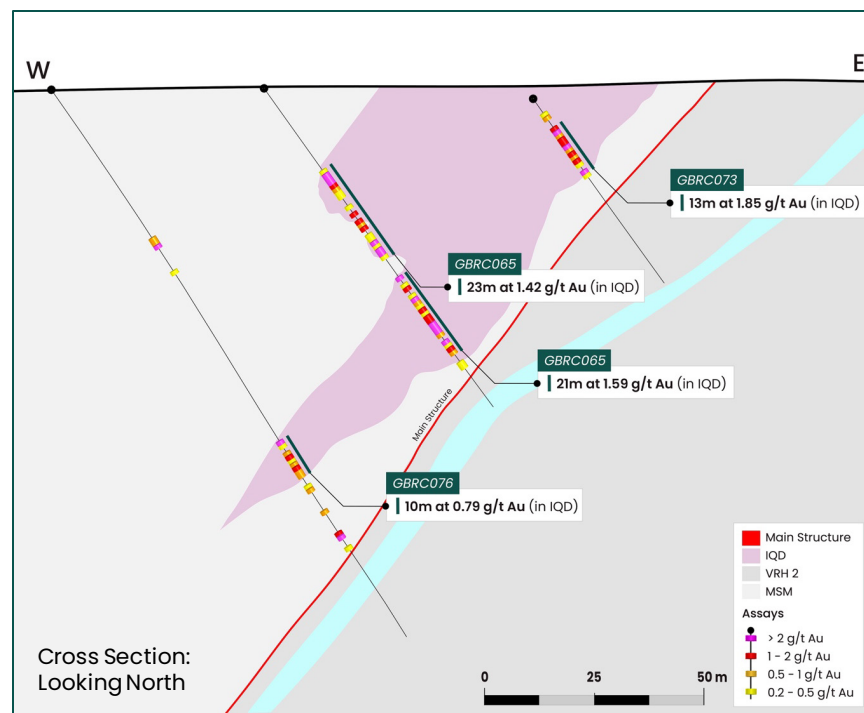 W
E
GBRC073
13m at 1.85 g/t Au (in IQD)
GBRC065
23m at 1.42 g/t Au (in IQD)
GBRC065
21m at 1.59 g/t Au (in IQD)
Main Structure
GBRC076
10m at 0.79 g/t Au (in IQD)
Main Structure
IQD
VRH 2
MSM
Assays
> 2 g/t Au
1 - 2 g/t Au
0.5 - 1 g/t Au
0.2 - 0.5 g/t Au
Cross Section:
Looking North
0 25 50 m